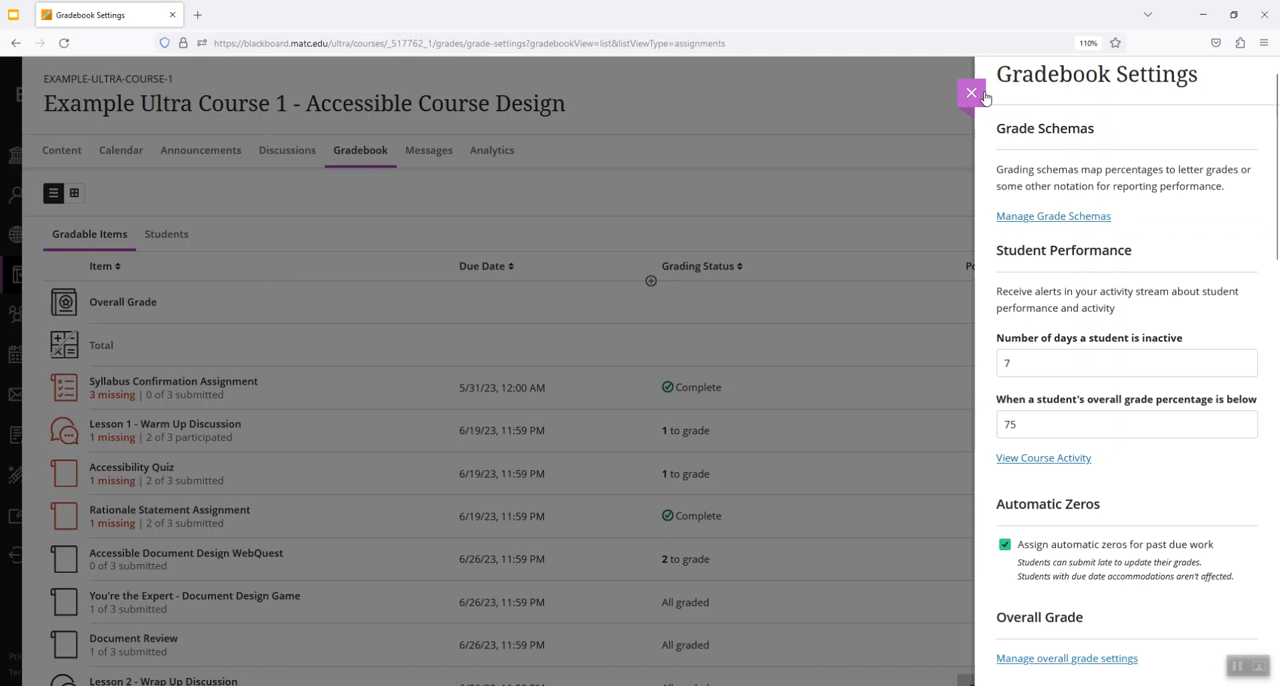 Gradebook Settings
https://blackboard.matc.edu/ultra/courses/_517762_1/grades/grade-settings?gradebookView=list&listViewType=assignments
110%
EXAMPLE-ULTRA-COURSE-1
Example Ultra Course 1 - Accessible Course Design
Content
Calendar
Announcements
Discussions
Gradebook
Messages
Analytics
Gradable Items
Students
Item
Due Date
Grading Status
Overall Grade
Total
Syllabus Confirmation Assignment
3 missing | 0 of 3 submitted
5/31/23, 12:00 AM
Complete
Lesson 1 - Warm Up Discussion
1 missing | 2 of 3 participated
6/19/23, 11:59 PM
1 to grade
Accessibility Quiz
1 missing | 2 of 3 submitted
6/19/23, 11:59 PM
1 to grade
Rationale Statement Assignment
1 missing | 2 of 3 submitted
6/19/23, 11:59 PM
Complete
Accessible Document Design WebQuest
0 of 3 submitted
6/26/23, 11:59 PM
2 to grade
You're the Expert - Document Design Game
1 of 3 submitted
6/26/23, 11:59 PM
All graded
Document Review
1 of 3 submitted
6/26/23, 11:59 PM
All graded
Lesson 2 - Wrap Up Discussion
Gradebook Settings
Grade Schemas
Grading schemas map percentages to letter grades or
some other notation for reporting performance.
Manage Grade Schemas
Student Performance
Receive alerts in your activity stream about student
performance and activity
Number of days a student is inactive
7
When a student's overall grade percentage is below
75
View Course Activity
Automatic Zeros
Assign automatic zeros for past due work
Students can submit late to update their grades.
Students with due date accommodations aren't affected.
Overall Grade
Manage overall grade settings